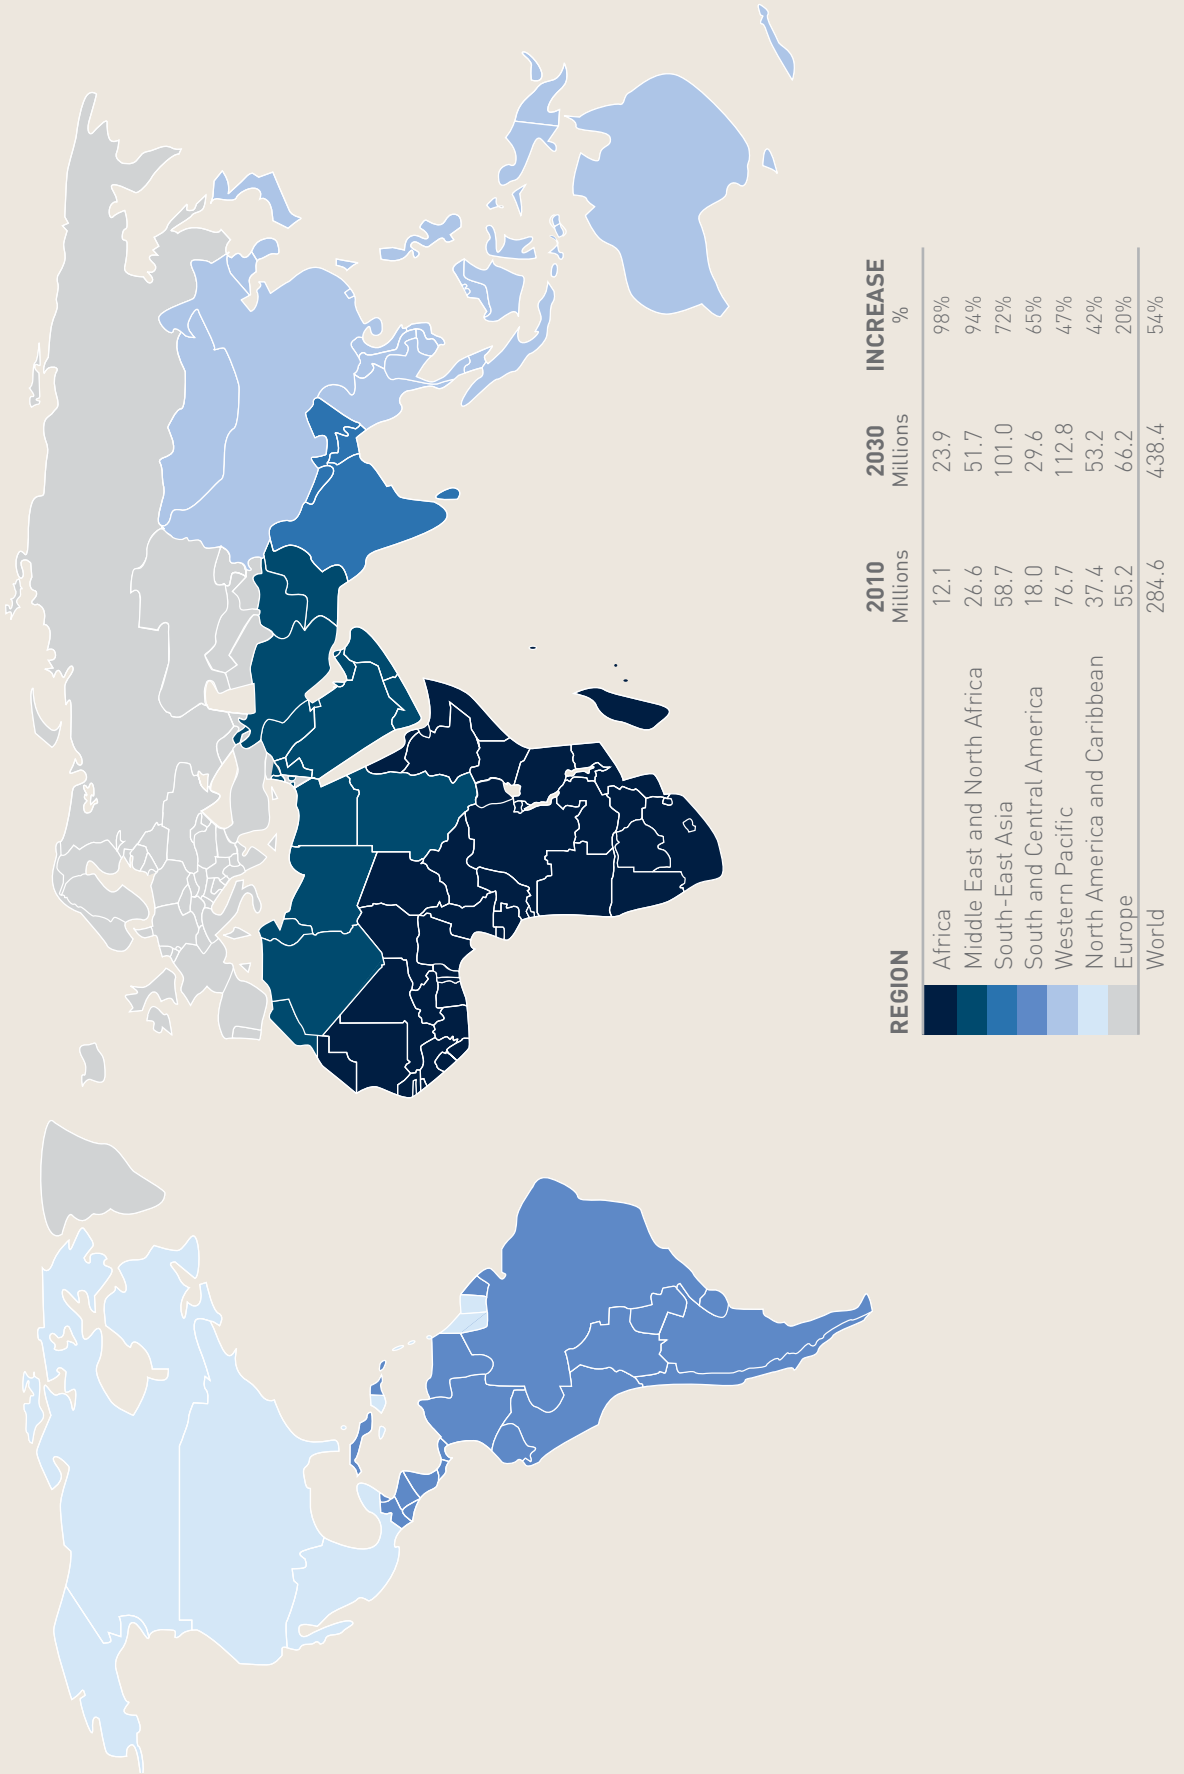 REGION 2010 2030 INCREASE
Millions Millions %
Africa 12.1 23.9 98%
Middle East and North Africa 26.6 51.7 94%
South-East Asia 58.7 101.0 72%
South and Central America 18.0 29.6 65%
Western Pacific 76.7 112.8 47%
North America and Caribbean 37.4 53.2 42%
Europe 55.2 66.2 20%
World 284.6 438.4 54%